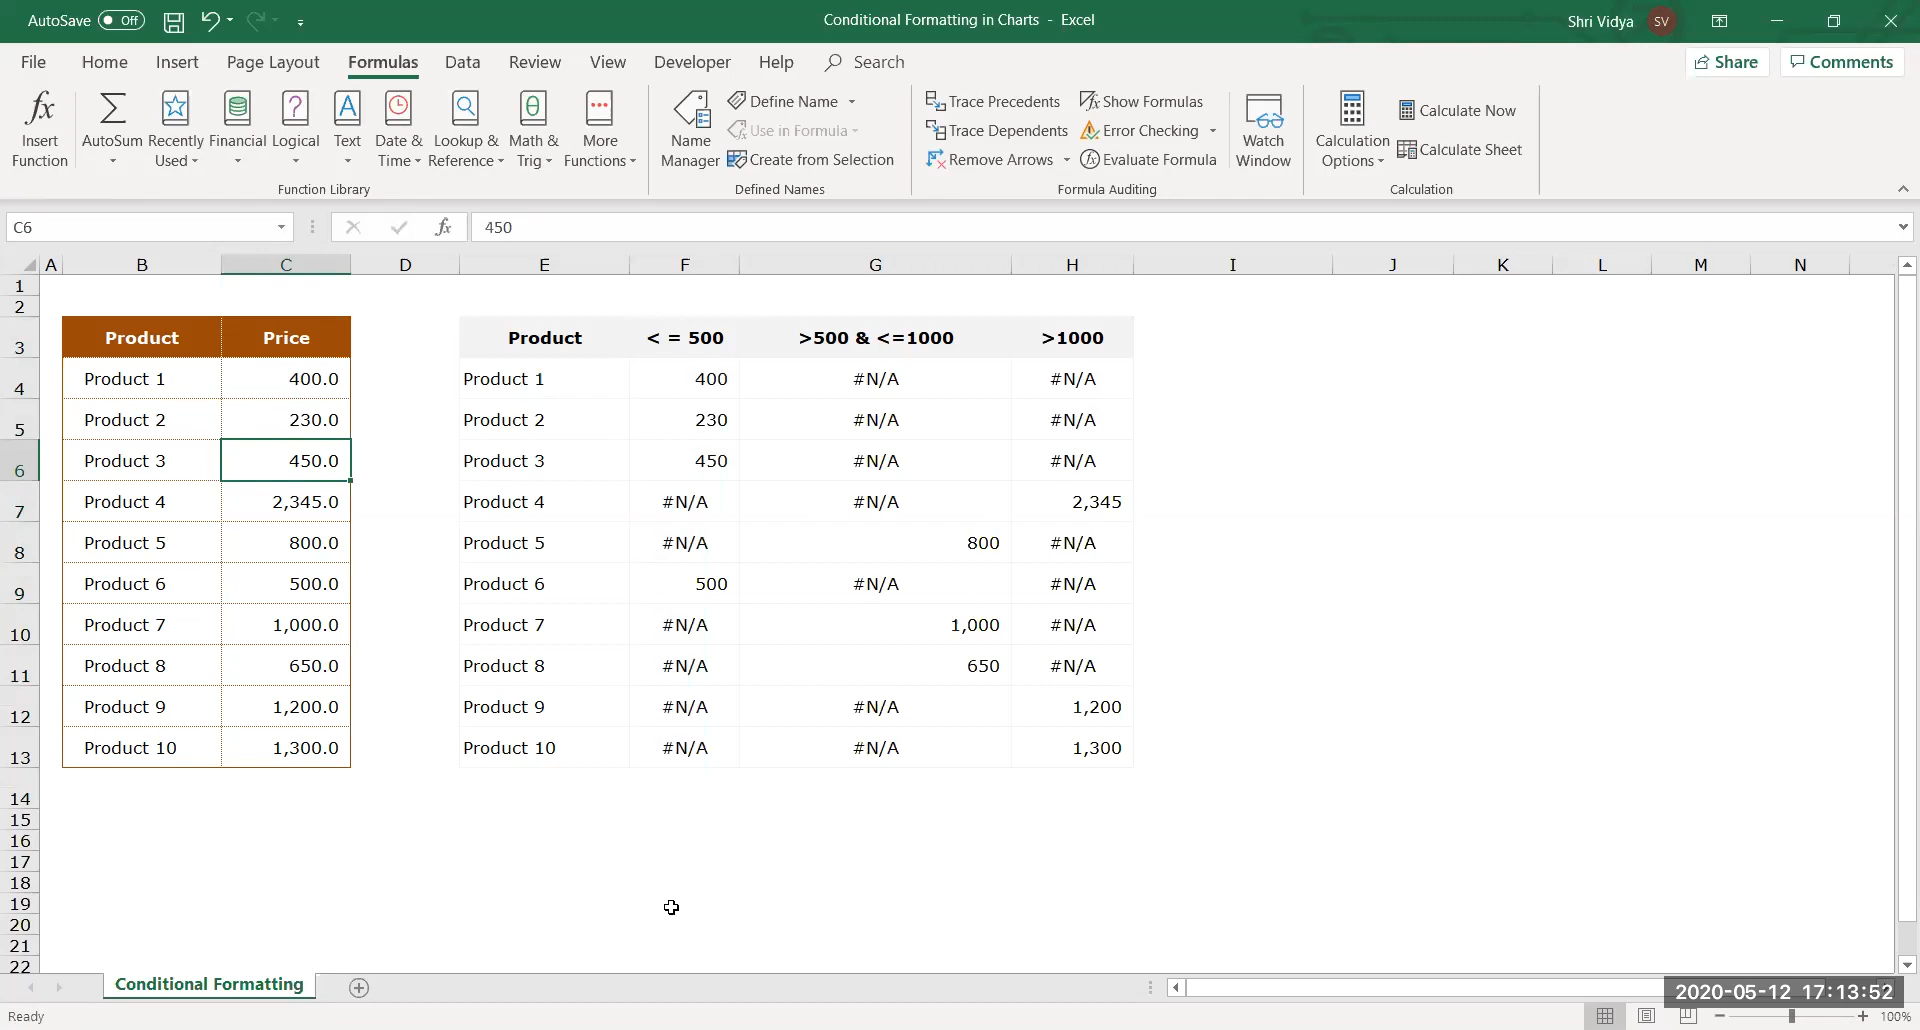 AutoSave Off
Conditional Formatting in Charts - Excel
Shri Vidya SV
File Home Insert Page Layout Formulas Data Review View Developer Help Search Share Comments
Insert Function
AutoSum
Recently Used
Financial
Logical
Text
Date & Time
Lookup & Reference
Math & Trig
More Functions
Function Library
Name Manager
Define Name
Use in Formula
Create from Selection
Defined Names
Trace Precedents
Trace Dependents
Remove Arrows
Show Formulas
Error Checking
Evaluate Formula
Formula Auditing
Watch Window
Calculation Options
Calculate Now
Calculate Sheet
Calculation
C6 fx 450
A B C D E F G H I J K L M N
1
2
3 Product Price Product < = 500 >500 & <=1000 >1000
4 Product 1 400.0 Product 1 400 #N/A #N/A
5 Product 2 230.0 Product 2 230 #N/A #N/A
6 Product 3 450.0 Product 3 450 #N/A #N/A
7 Product 4 2,345.0 Product 4 #N/A #N/A 2,345
8 Product 5 800.0 Product 5 #N/A 800 #N/A
9 Product 6 500.0 Product 6 500 #N/A #N/A
10 Product 7 1,000.0 Product 7 #N/A 1,000 #N/A
11 Product 8 650.0 Product 8 #N/A 650 #N/A
12 Product 9 1,200.0 Product 9 #N/A #N/A 1,200
13 Product 10 1,300.0 Product 10 #N/A #N/A 1,300
14
15
16
17
18
19
20
21
22
Conditional Formatting
2020-05-12 17:13:52
Ready
100%